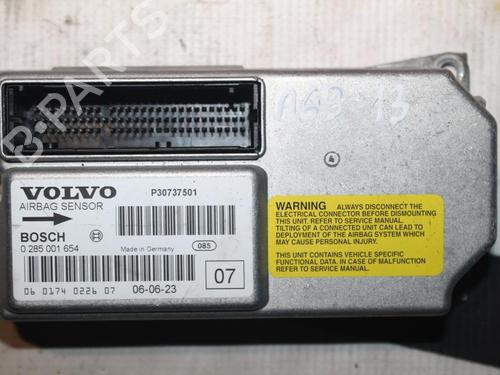 B-PARTS
AG9 13
VOLVO
P30737501
AIRBAG SENSOR
BOSCH
0 285 001 654
Made in Germany
085
06 0174 0226 07
06-06-23
07
WARNING ALWAYS DISCONNECT THE
ELECTRICAL CONNECTOR BEFORE DISMOUNTING
THIS UNIT. REFER TO SERVICE MANUAL.
TILTING OF A CONNECTED UNIT CAN LEAD TO
DEPLOYMENT OF THE AIRBAG SYSTEM WHICH
MAY CAUSE PERSONAL INJURY.
THIS UNIT CONTAINS VEHICLE SPECIFIC
FUNCTIONAL DATA. IN CASE OF MALFUNCTION
REFER TO SERVICE MANUAL.